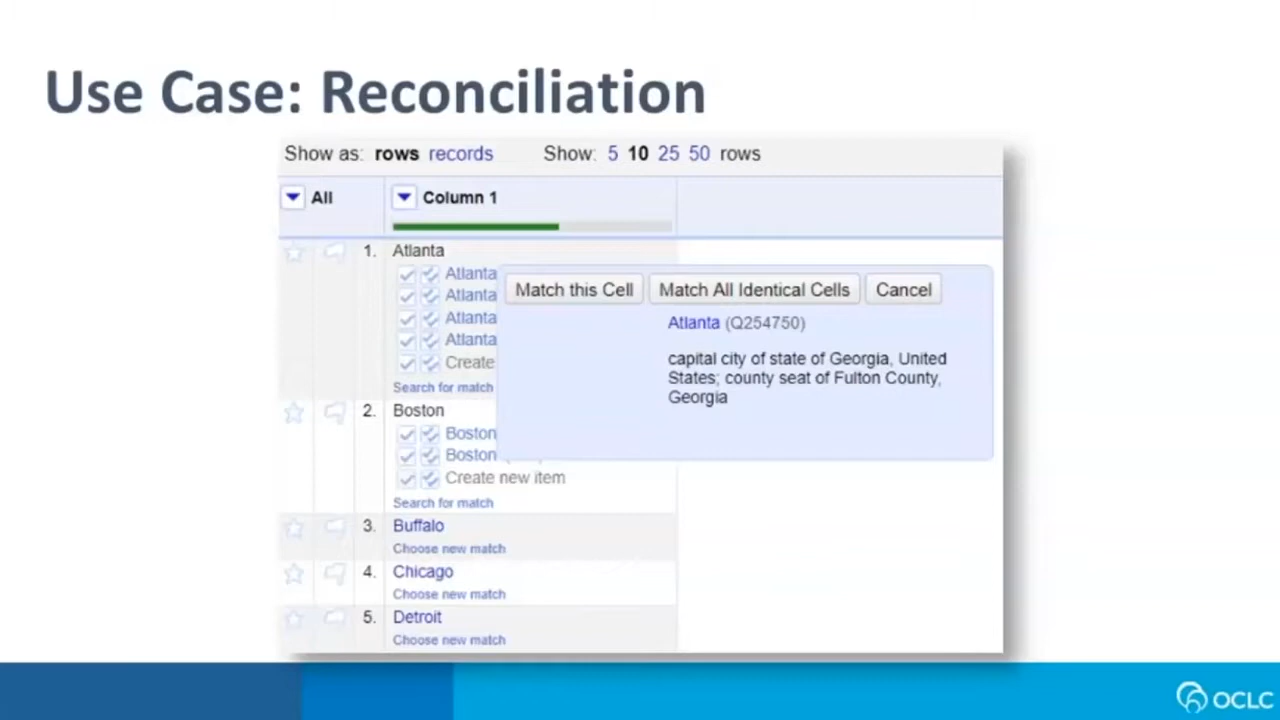 Use Case: Reconciliation
Show as: rows records Show: 5 10 25 50 rows
All Column 1
1. Atlanta
Atlanta
Atlanta
Atlanta
Atlanta
Create
Search for match
Match this Cell Match All Identical Cells Cancel
Atlanta (Q254750)
capital city of state of Georgia, United
States; county seat of Fulton County,
Georgia
2. Boston
Boston
Boston
Create new item
Search for match
3. Buffalo
Choose new match
4. Chicago
Choose new match
5. Detroit
Choose new match
OCLC